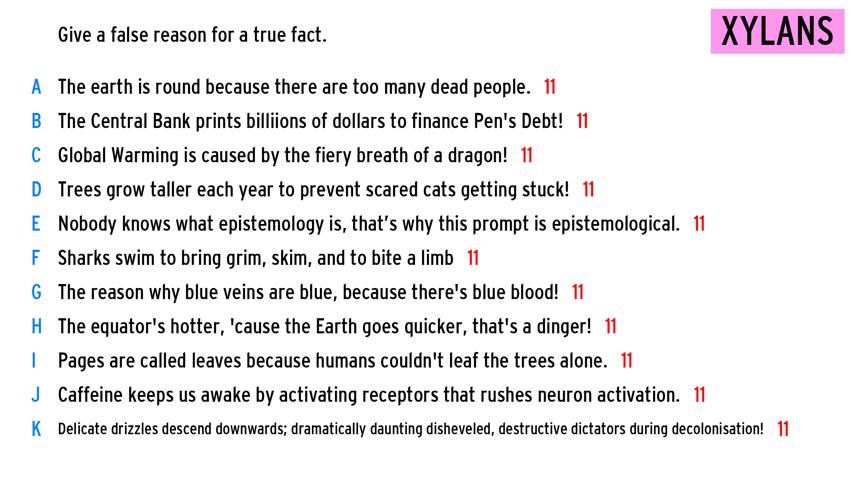 Give a false reason for a true fact.
XYLANS
A The earth is round because there are too many dead people. 11
B The Central Bank prints billiions of dollars to finance Pen's Debt! 11
C Global Warming is caused by the fiery breath of a dragon! 11
D Trees grow taller each year to prevent scared cats getting stuck! 11
E Nobody knows what epistemology is, that's why this prompt is epistemological. 11
F Sharks swim to bring grim, skim, and to bite a limb 11
G The reason why blue veins are blue, because there's blue blood! 11
H The equator's hotter, 'cause the Earth goes quicker, that's a dinger! 11
I Pages are called leaves because humans couldn't leaf the trees alone. 11
J Caffeine keeps us awake by activating receptors that rushes neuron activation. 11
K Delicate drizzles descend downwards; dramatically daunting disheveled, destructive dictators during decolonisation! 11